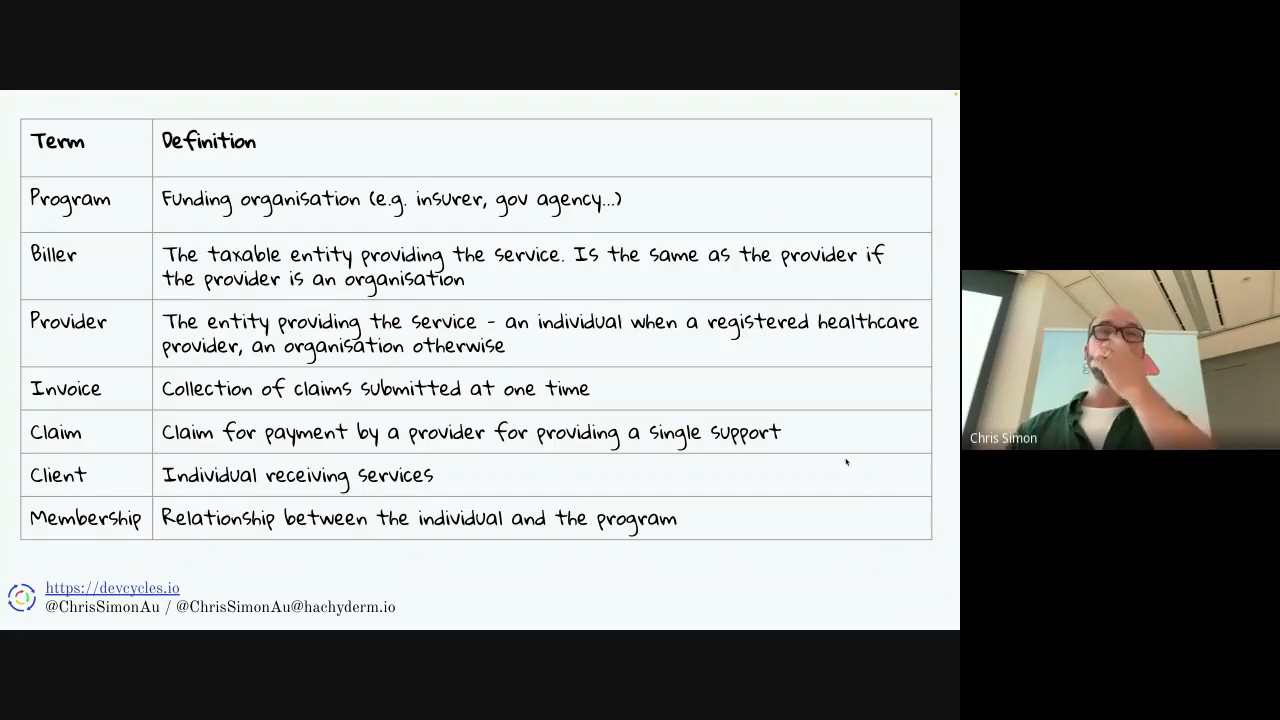 Term Definition
Program Funding organisation (e.g. insurer, gov agency...)
Biller The taxable entity providing the service. Is the same as the provider if
the provider is an organisation
Provider The entity providing the service - an individual when a registered healthcare
provider, an organisation otherwise
Invoice Collection of claims submitted at one time
Claim Claim for payment by a provider for providing a single support
Client Individual receiving services
Membership Relationship between the individual and the program
https://devcycles.io
@ChrisSimonAu / @ChrisSimonAu@hachyderm.io
Chris Simon